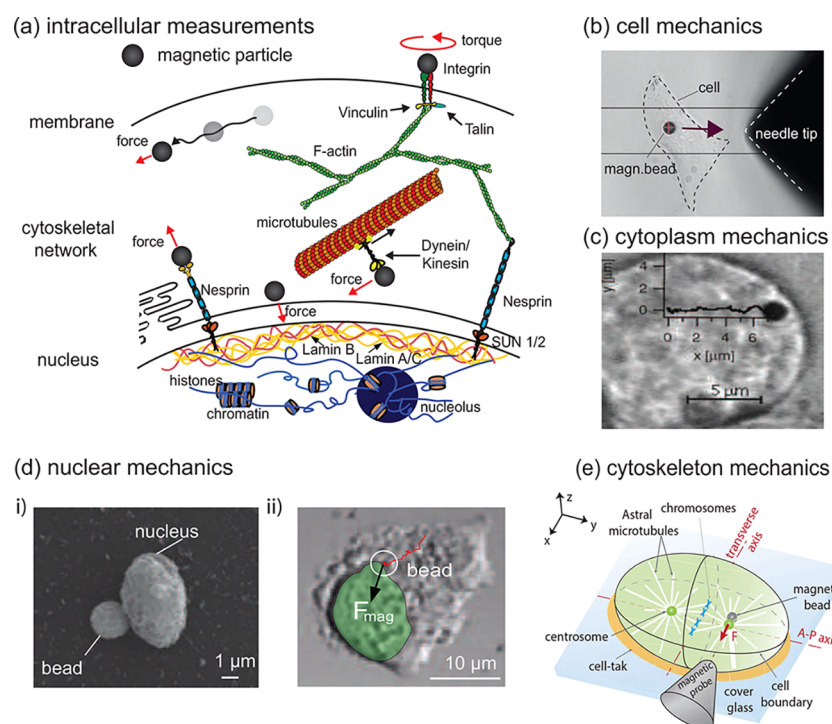 (a) intracellular measurements
magnetic particle
torque
Integrin
Vinculin
Talin
membrane
force
F-actin
microtubules
cytoskeletal
network
force
Dynein/
Kinesin
Nesprin
force
force
Nesprin
SUN 1/2
nucleus
Lamin B
Lamin A/C
histones
chromatin
nucleolus
(b) cell mechanics
cell
needle tip
magn.bead
(c) cytoplasm mechanics
y [µm]
4
2
0
0 2 4 6
x [µm]
5 µm
(d) nuclear mechanics
i)
nucleus
bead
1 µm
ii)
bead
Fmag
10 µm
(e) cytoskeleton mechanics
z
y
x
Astral
microtubules
chromosomes
transverse
axis
magnetic
bead
F
A-P axis
centrosome
cell-tak
magnetic
probe
cover
glass
cell
boundary